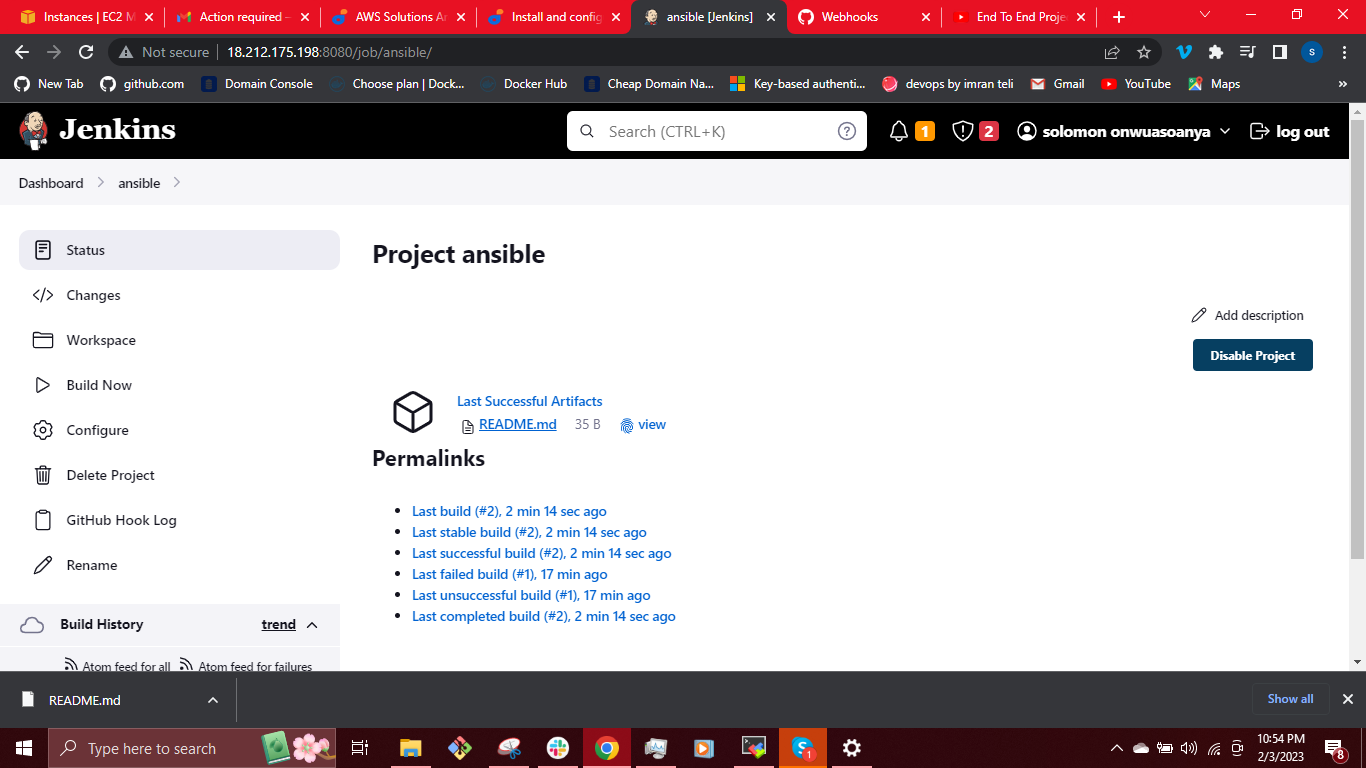 Instances | EC2 M
Action required –
AWS Solutions Ar
Install and config
ansible [Jenkins]
Webhooks
End To End Proje
Not secure
18.212.175.198:8080/job/ansible/
s
New Tab
github.com
Domain Console
Choose plan | Dock...
Docker Hub
Cheap Domain Na...
Key-based authenti...
devops by imran teli
Gmail
YouTube
Maps
»
Jenkins
Search (CTRL+K)
?
1
2
solomon onwuasoanya
log out
Dashboard
ansible
Status
Changes
Workspace
Build Now
Configure
Delete Project
GitHub Hook Log
Rename
Build History
trend
Atom feed for all
Atom feed for failures
Project ansible
Add description
Disable Project
Last Successful Artifacts
README.md 35 B view
Permalinks
Last build (#2), 2 min 14 sec ago
Last stable build (#2), 2 min 14 sec ago
Last successful build (#2), 2 min 14 sec ago
Last failed build (#1), 17 min ago
Last unsuccessful build (#1), 17 min ago
Last completed build (#2), 2 min 14 sec ago
README.md
Show all
Type here to search
1
10:54 PM
2/3/2023
8